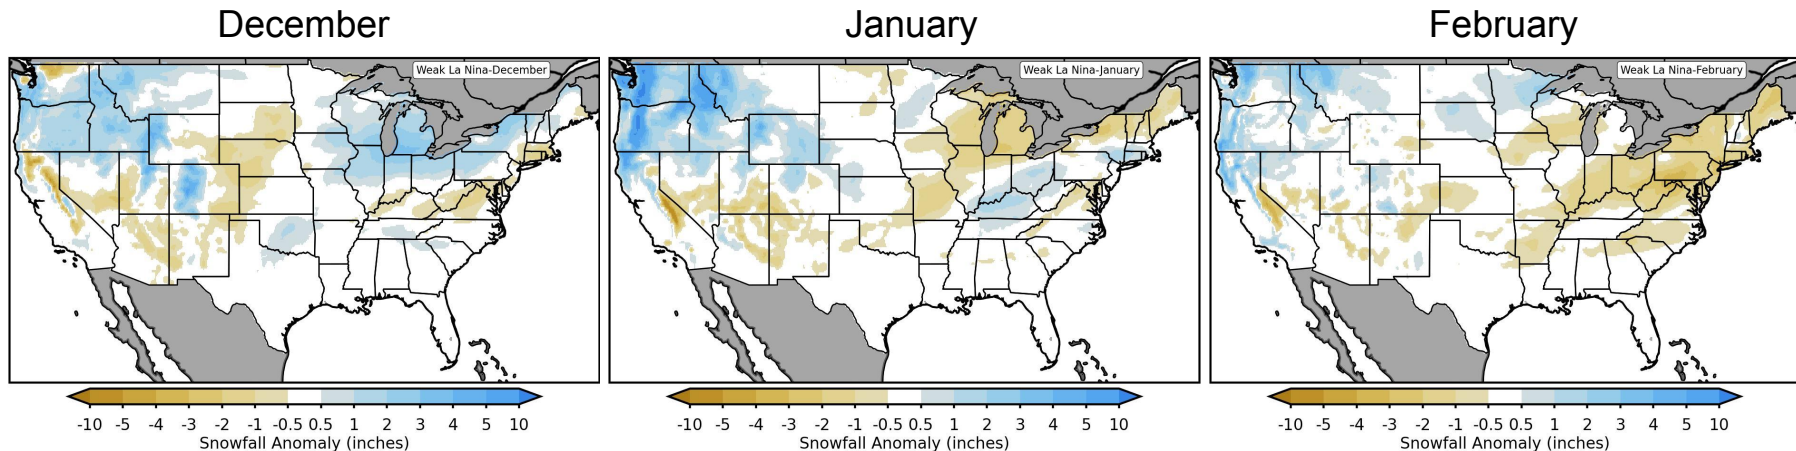 December
January
February
Weak La Nina-December
Weak La Nina-January
Weak La Nina-February
-10 -5 -4 -3 -2 -1 -0.5 0.5 1 2 3 4 5 10
Snowfall Anomaly (inches)
-10 -5 -4 -3 -2 -1 -0.5 0.5 1 2 3 4 5 10
Snowfall Anomaly (inches)
-10 -5 -4 -3 -2 -1 -0.5 0.5 1 2 3 4 5 10
Snowfall Anomaly (inches)